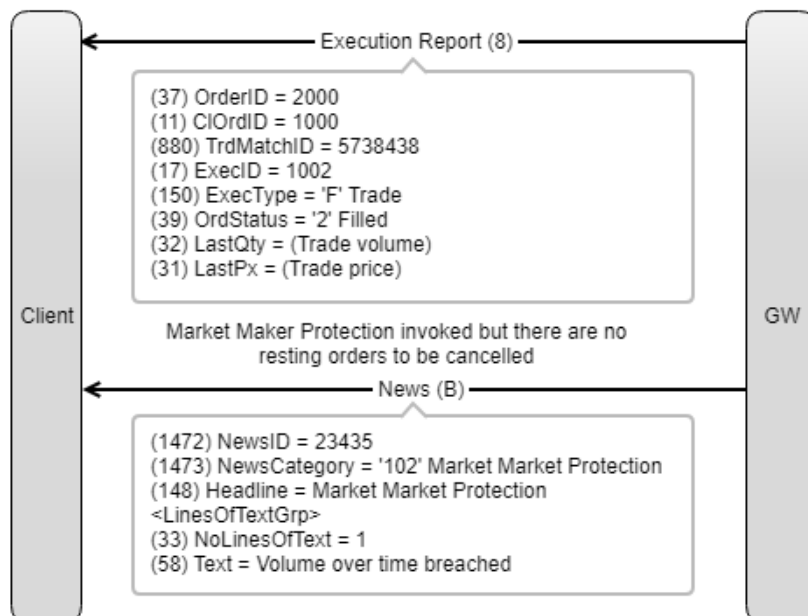 Execution Report (8)
(37) OrderID = 2000
(11) ClOrdID = 1000
(880) TrdMatchID = 5738438
(17) ExecID = 1002
(150) ExecType = 'F' Trade
(39) OrdStatus = '2' Filled
(32) LastQty = (Trade volume)
(31) LastPx = (Trade price)
Client
GW
Market Maker Protection invoked but there are no
resting orders to be cancelled
News (B)
(1472) NewsID = 23435
(1473) NewsCategory = '102' Market Market Protection
(148) Headline = Market Market Protection
<LinesOfTextGrp>
(33) NoLinesOfText = 1
(58) Text = Volume over time breached